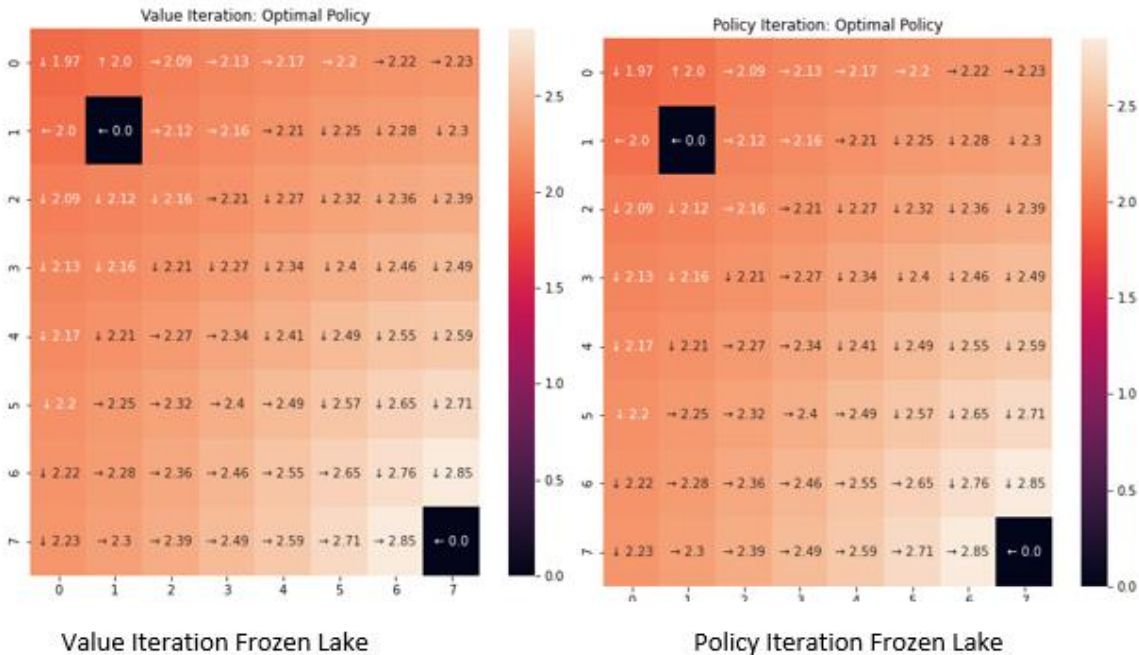 Value Iteration: Optimal Policy
0 ↓ 1.97 ↑ 2.0 → 2.09 → 2.13 → 2.17 → 2.2 → 2.22 → 2.23
1 ← 2.0 ← 0.0 → 2.12 → 2.16 → 2.21 ↓ 2.25 ↓ 2.28 ↓ 2.3
2 ↓ 2.09 ↓ 2.12 ↓ 2.16 → 2.21 ↓ 2.27 ↓ 2.32 ↓ 2.36 ↓ 2.39
3 ↓ 2.13 ↓ 2.16 ↓ 2.21 → 2.27 ↓ 2.34 ↓ 2.4 ↓ 2.46 ↓ 2.49
4 ↓ 2.17 ↓ 2.21 → 2.27 → 2.34 ↓ 2.41 ↓ 2.49 ↓ 2.55 ↓ 2.59
5 ↓ 2.2 → 2.25 → 2.32 → 2.4 → 2.49 ↓ 2.57 ↓ 2.65 ↓ 2.71
6 ↓ 2.22 → 2.28 → 2.36 → 2.46 → 2.55 → 2.65 ↓ 2.76 ↓ 2.85
7 ↓ 2.23 → 2.3 → 2.39 → 2.49 → 2.59 → 2.71 → 2.85 ← 0.0
0 1 2 3 4 5 6 7
2.5
2.0
1.5
1.0
0.5
0.0
Value Iteration Frozen Lake
Policy Iteration: Optimal Policy
0 ↓ 1.97 ↑ 2.0 → 2.09 → 2.13 → 2.17 → 2.2 → 2.22 → 2.23
1 ← 2.0 ← 0.0 → 2.12 → 2.16 → 2.21 ↓ 2.25 ↓ 2.28 ↓ 2.3
2 ↓ 2.09 ↓ 2.12 → 2.16 → 2.21 ↓ 2.27 ↓ 2.32 ↓ 2.36 ↓ 2.39
3 ↓ 2.13 ↓ 2.16 ↓ 2.21 → 2.27 ↓ 2.34 ↓ 2.4 ↓ 2.46 ↓ 2.49
4 ↓ 2.17 ↓ 2.21 → 2.27 → 2.34 ↓ 2.41 ↓ 2.49 ↓ 2.55 ↓ 2.59
5 ↓ 2.2 → 2.25 → 2.32 → 2.4 → 2.49 ↓ 2.57 ↓ 2.65 ↓ 2.71
6 ↓ 2.22 → 2.28 → 2.36 → 2.46 → 2.55 → 2.65 ↓ 2.76 ↓ 2.85
7 ↓ 2.23 → 2.3 → 2.39 → 2.49 → 2.59 → 2.71 → 2.85 ← 0.0
2.5
2.0
1.5
1.0
0.5
0.0
Policy Iteration Frozen Lake